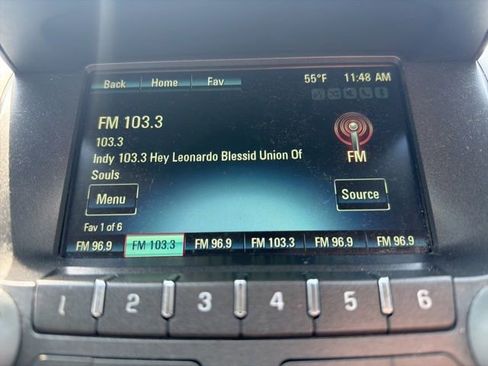 Back Home Fav 55°F 11:48 AM
FM 103.3
103.3
Indy 103.3 Hey Leonardo Blessid Union Of
Souls
FM
Menu Source
Fav 1 of 6
FM 96.9 FM 103.3 FM 96.9 FM 103.3 FM 96.9 FM 96.9
1 2 3 4 5 6